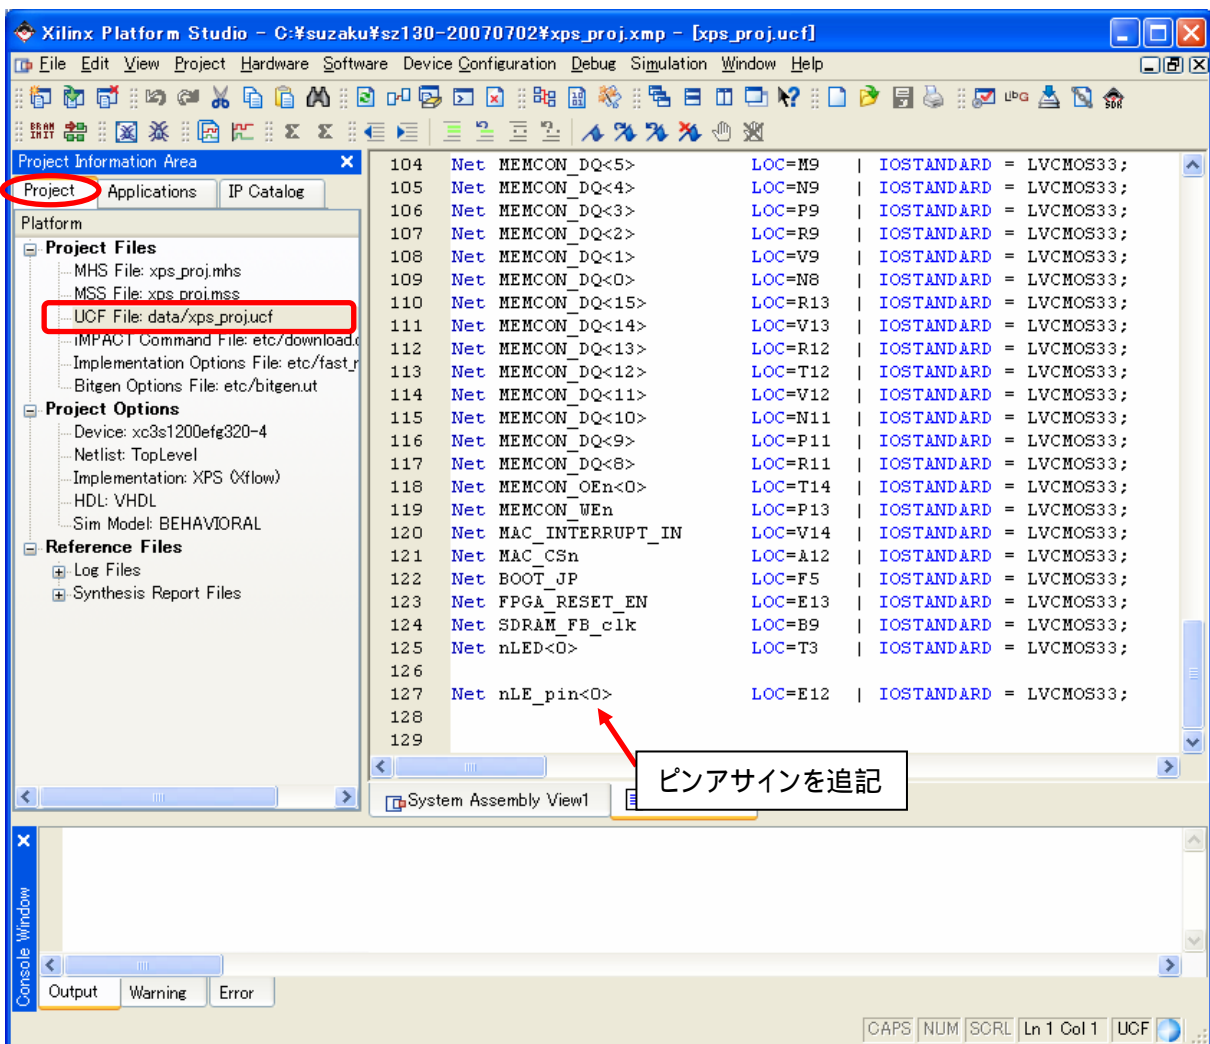 Xilinx Platform Studio - C:¥suzaku¥sz130-20070702¥xps_proj.xmp - [xps_proj.ucf]
File Edit View Project Hardware Software Device Configuration Debug Simulation Window Help
Project Information Area
Project Applications IP Catalog
Platform
Project Files
MHS File: xps_proj.mhs
MSS File: xps_proj.mss
UCF File: data/xps_proj.ucf
iMPACT Command File: etc/download.c
Implementation Options File: etc/fast_r
Bitgen Options File: etc/bitgen.ut
Project Options
Device: xc3s1200efg320-4
Netlist: TopLevel
Implementation: XPS (Xflow)
HDL: VHDL
Sim Model: BEHAVIORAL
Reference Files
Log Files
Synthesis Report Files
104 Net MEMCON_DQ<5> LOC=M9 | IOSTANDARD = LVCMOS33;
105 Net MEMCON_DQ<4> LOC=N9 | IOSTANDARD = LVCMOS33;
106 Net MEMCON_DQ<3> LOC=P9 | IOSTANDARD = LVCMOS33;
107 Net MEMCON_DQ<2> LOC=R9 | IOSTANDARD = LVCMOS33;
108 Net MEMCON_DQ<1> LOC=V9 | IOSTANDARD = LVCMOS33;
109 Net MEMCON_DQ<0> LOC=N8 | IOSTANDARD = LVCMOS33;
110 Net MEMCON_DQ<15> LOC=R13 | IOSTANDARD = LVCMOS33;
111 Net MEMCON_DQ<14> LOC=V13 | IOSTANDARD = LVCMOS33;
112 Net MEMCON_DQ<13> LOC=R12 | IOSTANDARD = LVCMOS33;
113 Net MEMCON_DQ<12> LOC=T12 | IOSTANDARD = LVCMOS33;
114 Net MEMCON_DQ<11> LOC=V12 | IOSTANDARD = LVCMOS33;
115 Net MEMCON_DQ<10> LOC=N11 | IOSTANDARD = LVCMOS33;
116 Net MEMCON_DQ<9> LOC=P11 | IOSTANDARD = LVCMOS33;
117 Net MEMCON_DQ<8> LOC=R11 | IOSTANDARD = LVCMOS33;
118 Net MEMCON_OEn<0> LOC=T14 | IOSTANDARD = LVCMOS33;
119 Net MEMCON_WEn LOC=P13 | IOSTANDARD = LVCMOS33;
120 Net MAC_INTERRUPT_IN LOC=V14 | IOSTANDARD = LVCMOS33;
121 Net MAC_CSn LOC=A12 | IOSTANDARD = LVCMOS33;
122 Net BOOT_JP LOC=F5 | IOSTANDARD = LVCMOS33;
123 Net FPGA_RESET_EN LOC=E13 | IOSTANDARD = LVCMOS33;
124 Net SDRAM_FB_clk LOC=B9 | IOSTANDARD = LVCMOS33;
125 Net nLED<0> LOC=T3 | IOSTANDARD = LVCMOS33;
126
127 Net nLE_pin<0> LOC=E12 | IOSTANDARD = LVCMOS33;
128
129
ピンアサインを追記
System Assembly View1
Console Window
Output Warning Error
CAPS NUM SCRL Ln 1 Col 1 UCF